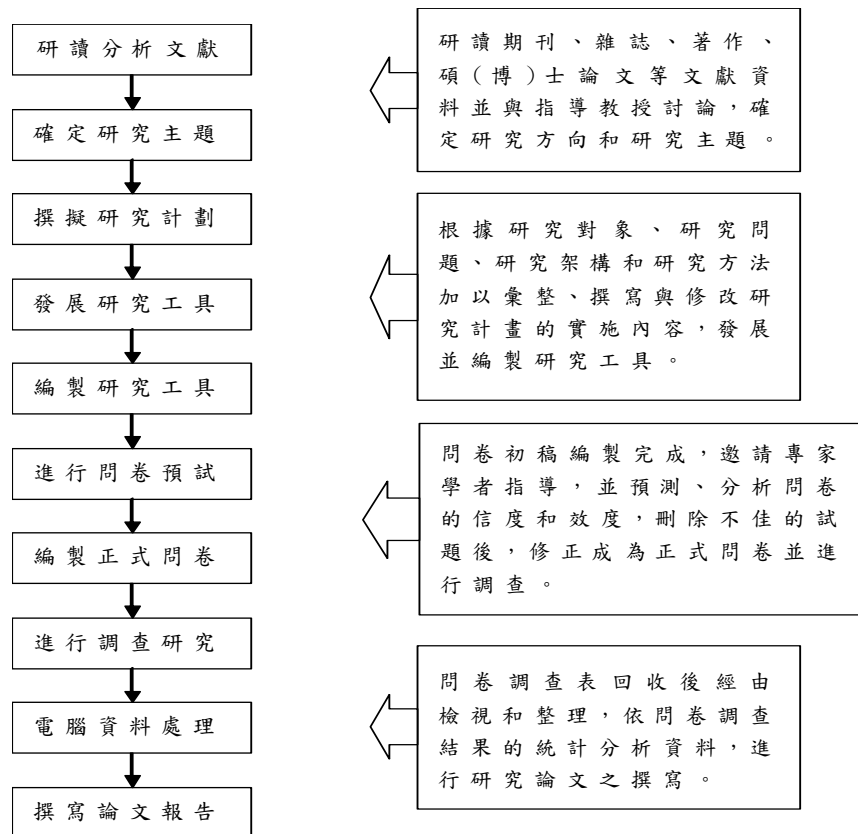 研讀分析文獻
確定研究主題
撰擬研究計劃
發展研究工具
編製研究工具
進行問卷預試
編製正式問卷
進行調查研究
電腦資料處理
撰寫論文報告
研讀期刊、雜誌、著作、
碩(博)士論文等文獻資
料並與指導教授討論，確
定研究方向和研究主題。
根據研究對象、研究問
題、研究架構和研究方法
加以彙整、撰寫與修改研
究計畫的實施內容，發展
並編製研究工具。
問卷初稿編製完成，邀請專家
學者指導，並預測、分析問卷
的信度和效度，刪除不佳的試
題後，修正成為正式問卷並進
行調查。
問卷調查表回收後經由
檢視和整理，依問卷調查
結果的統計分析資料，進
行研究論文之撰寫。